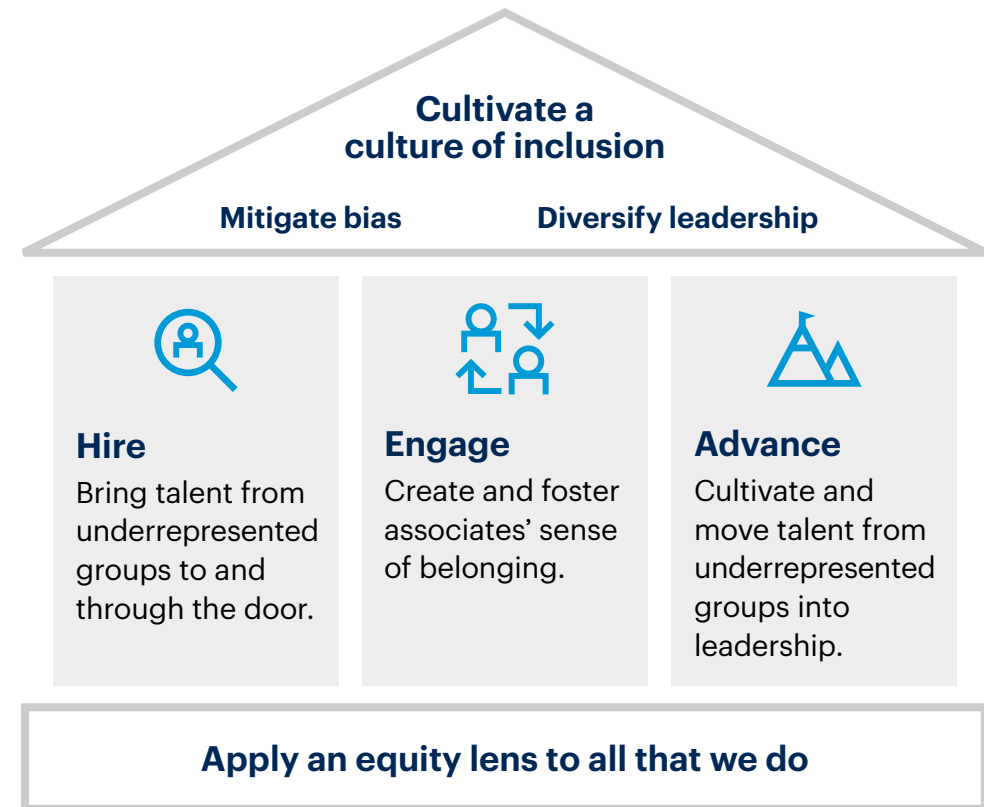 Cultivate a
culture of inclusion
Mitigate bias
Diversify leadership
Hire
Bring talent from
underrepresented
groups to and
through the door.
Engage
Create and foster
associates’ sense
of belonging.
Advance
Cultivate and
move talent from
underrepresented
groups into
leadership.
Apply an equity lens to all that we do